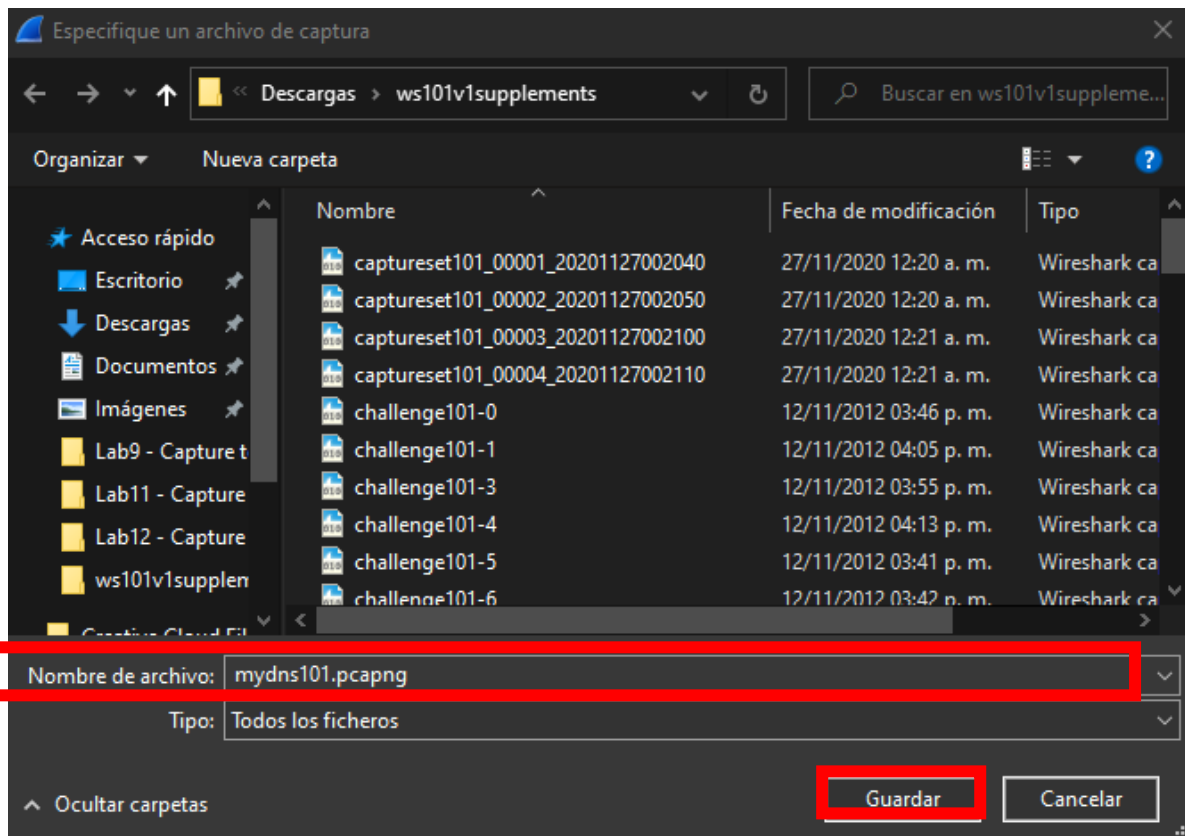 Especifique un archivo de captura
« Descargas › ws101v1supplements
Buscar en ws101v1suppleme...
Organizar
Nueva carpeta
?
Nombre
Fecha de modificación
Tipo
Acceso rápido
Escritorio
Descargas
Documentos
Imágenes
Lab9 - Capture t
Lab11 - Capture
Lab12 - Capture
ws101v1supplem
Creative Cloud Fil
captureset101_00001_20201127002040 27/11/2020 12:20 a. m. Wireshark ca
captureset101_00002_20201127002050 27/11/2020 12:20 a. m. Wireshark ca
captureset101_00003_20201127002100 27/11/2020 12:21 a. m. Wireshark ca
captureset101_00004_20201127002110 27/11/2020 12:21 a. m. Wireshark ca
challenge101-0 12/11/2012 03:46 p. m. Wireshark ca
challenge101-1 12/11/2012 04:05 p. m. Wireshark ca
challenge101-3 12/11/2012 03:55 p. m. Wireshark ca
challenge101-4 12/11/2012 04:13 p. m. Wireshark ca
challenge101-5 12/11/2012 03:41 p. m. Wireshark ca
challenge101-6 12/11/2012 03:42 p. m. Wireshark ca
Nombre de archivo: mydns101.pcapng
Tipo: Todos los ficheros
Ocultar carpetas
Guardar
Cancelar